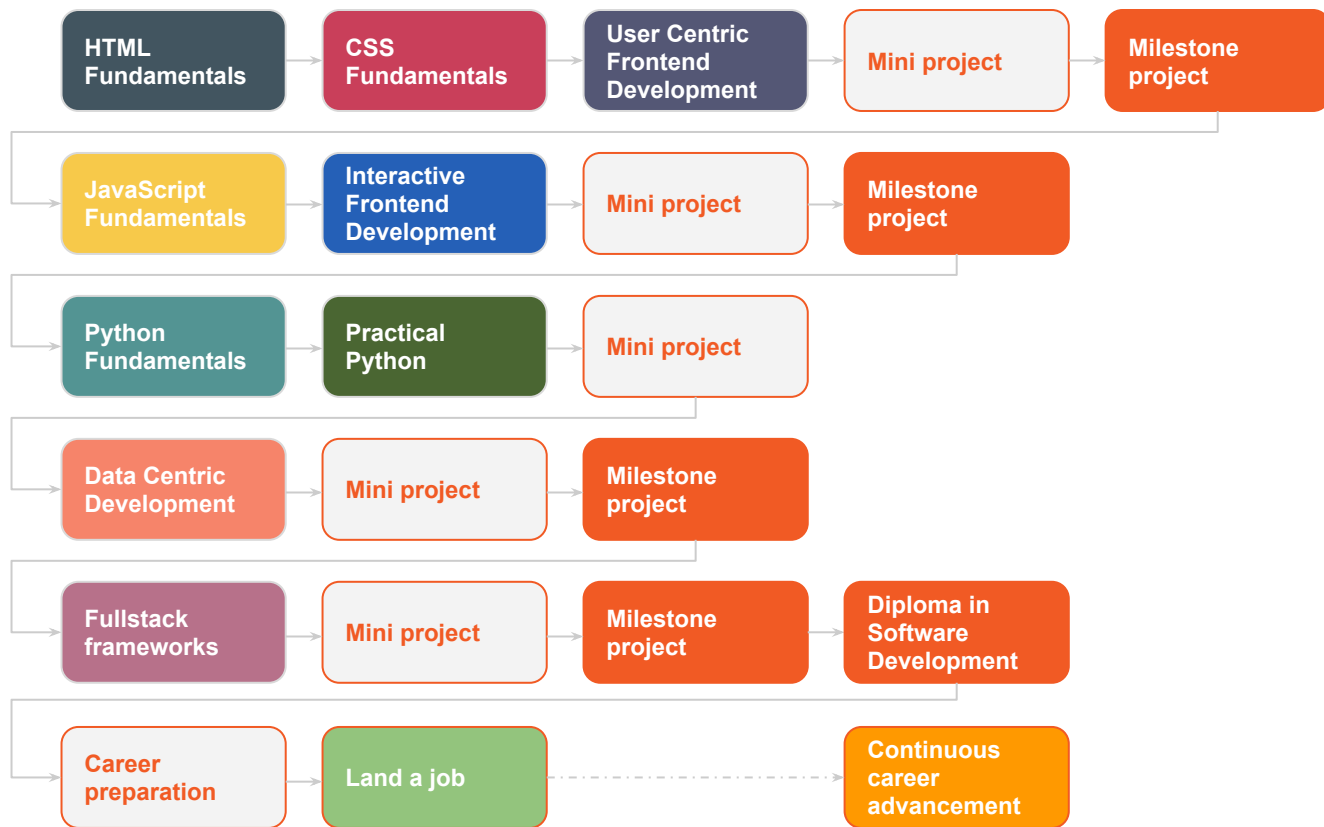 HTML
Fundamentals
CSS
Fundamentals
User Centric
Frontend
Development
Mini project
Milestone
project
JavaScript
Fundamentals
Interactive
Frontend
Development
Mini project
Milestone
project
Python
Fundamentals
Practical
Python
Mini project
Data Centric
Development
Mini project
Milestone
project
Fullstack
frameworks
Mini project
Milestone
project
Diploma in
Software
Development
Career
preparation
Land a job
Continuous
career
advancement